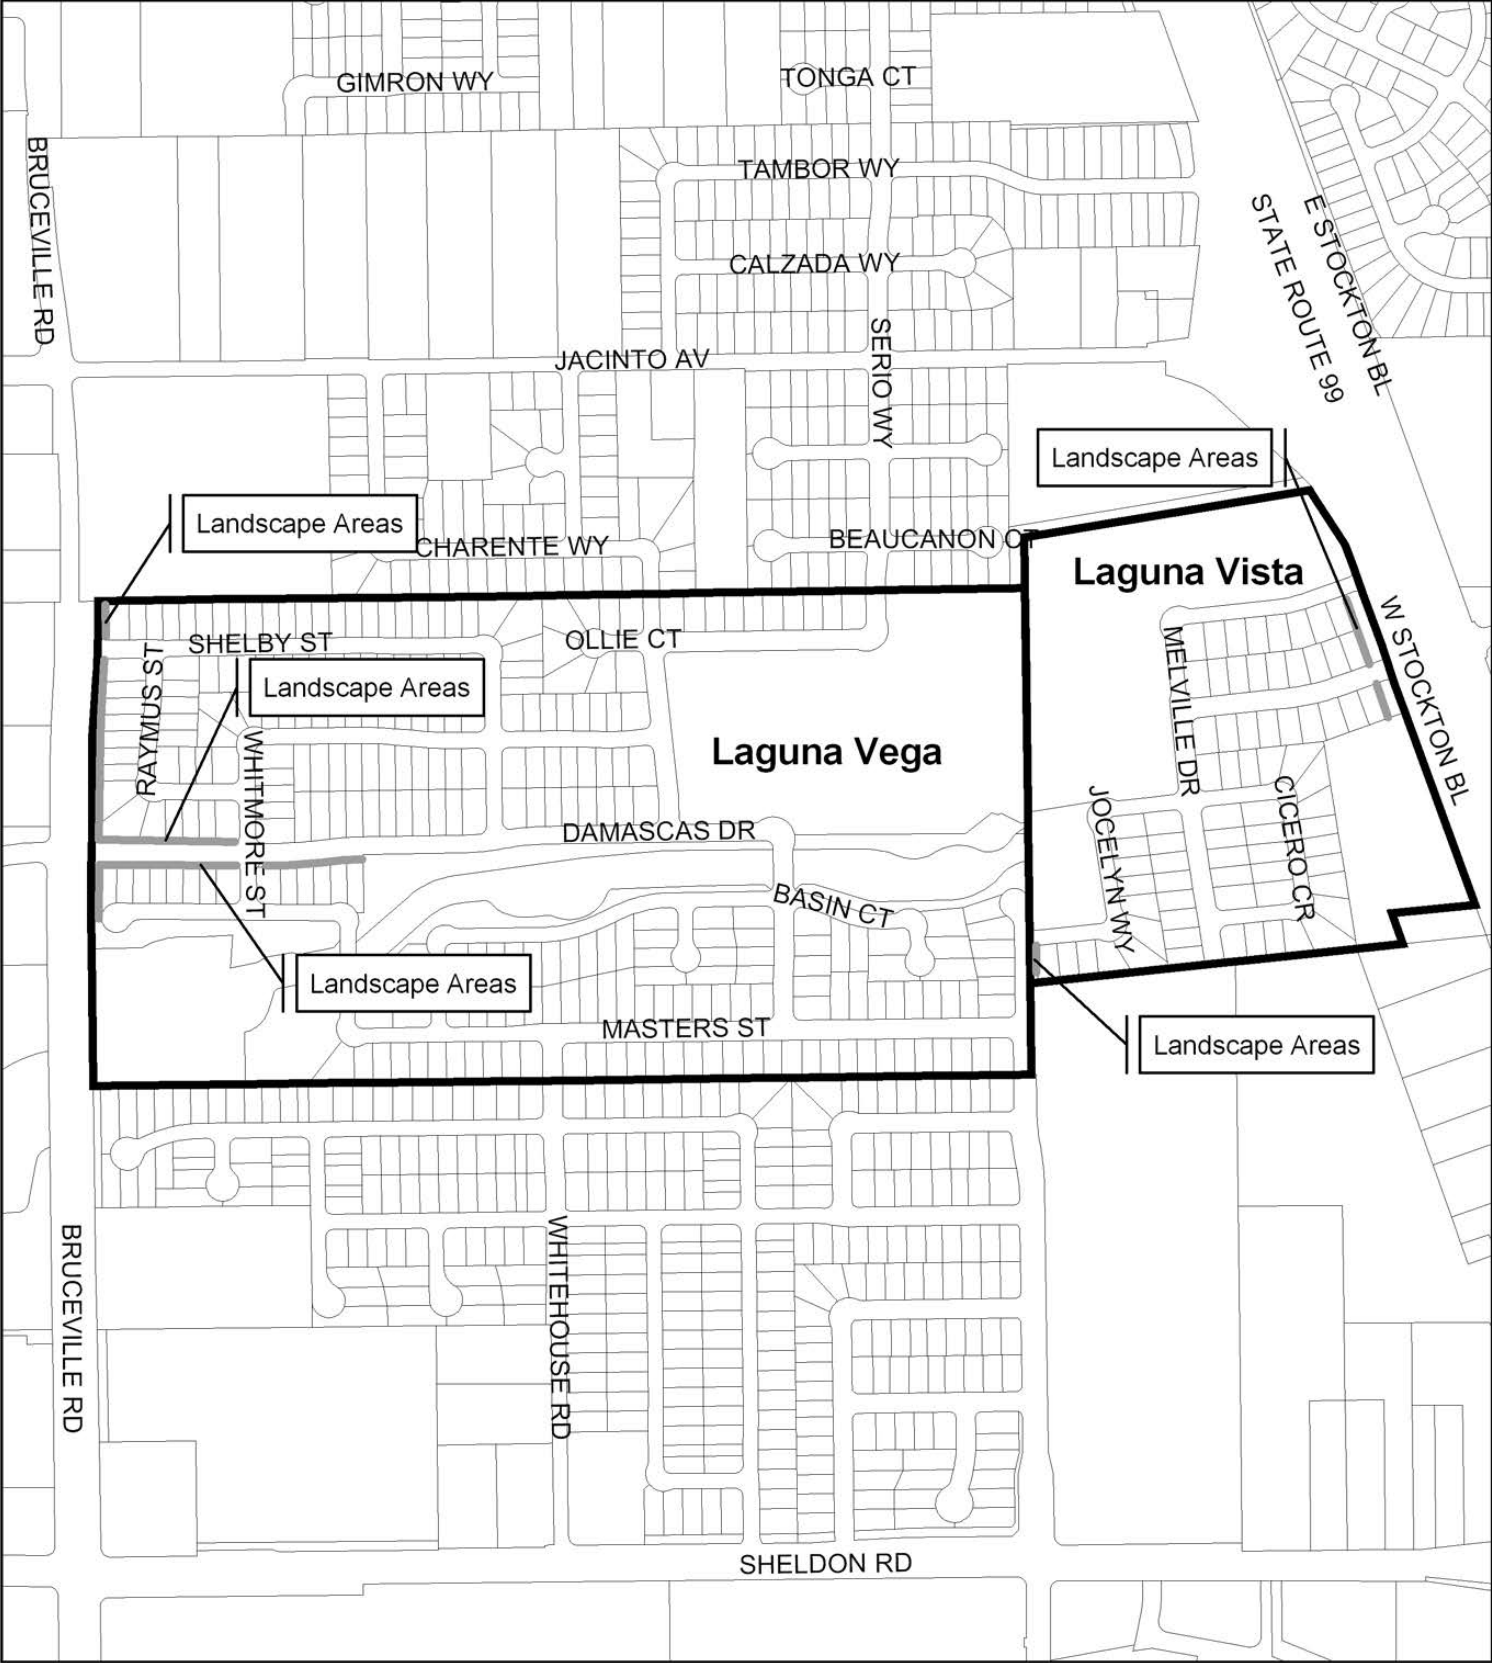 GIMRON WY
TONGA CT
BRUCEVILLE RD
TAMBOR WY
E STOCKTON BL
STATE ROUTE 99
CALZADA WY
SERIO WY
JACINTO AV
Landscape Areas
Landscape Areas
CHARENTE WY
BEAUCANON CT
Laguna Vista
W STOCKTON BL
SHELBY ST
OLLIE CT
MELVILLE DR
RAYMUS ST
Landscape Areas
WHITMORE ST
Laguna Vega
CICERO CR
JOCELYN WY
DAMASCAS DR
BASIN CT
Landscape Areas
MASTERS ST
Landscape Areas
BRUCEVILLE RD
WHITEHOUSE RD
SHELDON RD